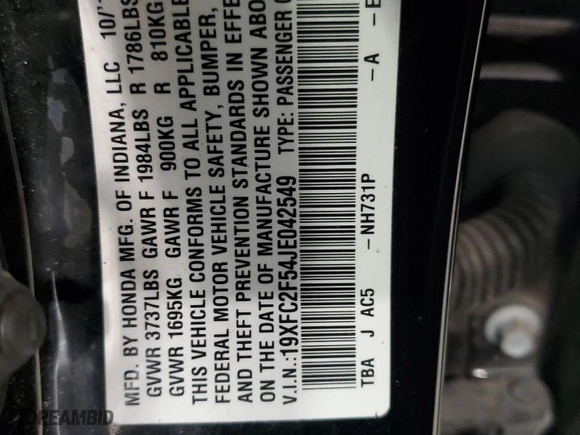 MFD. BY HONDA MFG. OF INDIANA, LLC 10/
GVWR 3737LBS GAWR F 1984LBS R 1786LBS
GVWR 1695KG GAWR F 900KG R 810KG
THIS VEHICLE CONFORMS TO ALL APPLICABLE
FEDERAL MOTOR VEHICLE SAFETY, BUMPER,
AND THEFT PREVENTION STANDARDS IN EFFE
ON THE DATE OF MANUFACTURE SHOWN ABO
V.I.N.:19XFC2F54JE042549 TYPE: PASSENGER
TBA J AC5 -NH731P -A -E
DREAMBID